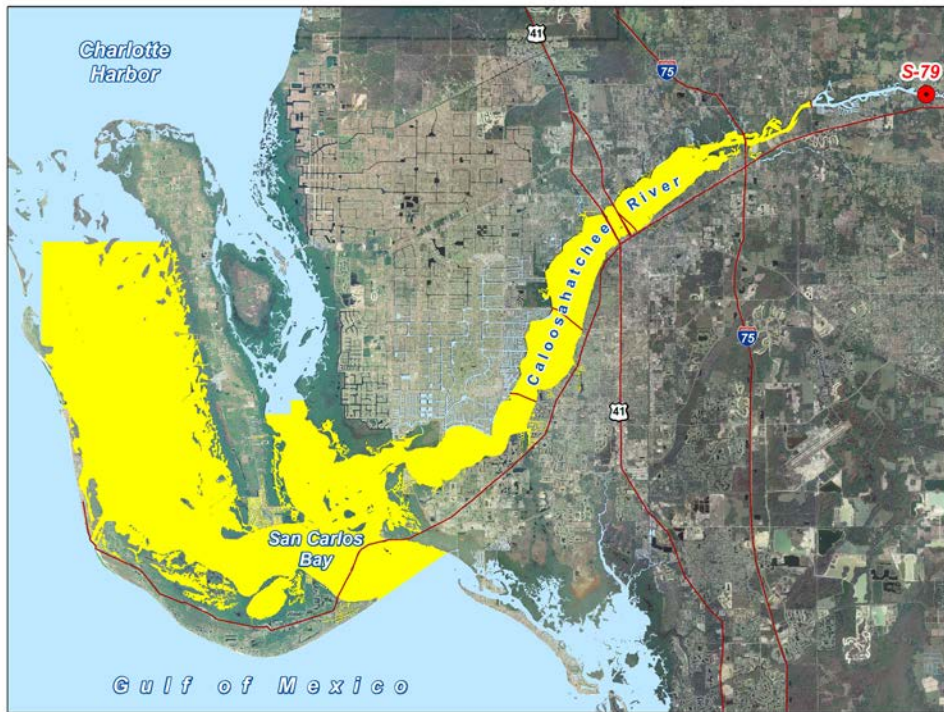 Charlotte
Harbor
41
75
S-79
Caloosahatchee River
75
41
San Carlos
Bay
Gulf of Mexico